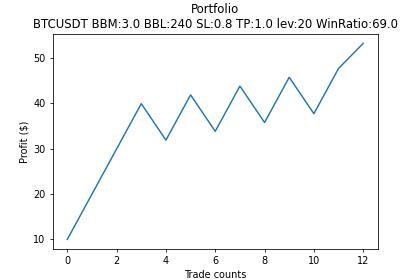 Portfolio
BTCUSDT BBM:3.0 BBL:240 SL:0.8 TP:1.0 lev:20 WinRatio:69.0
50
40
30
20
10
Profit ($)
0 2 4 6 8 10 12
Trade counts